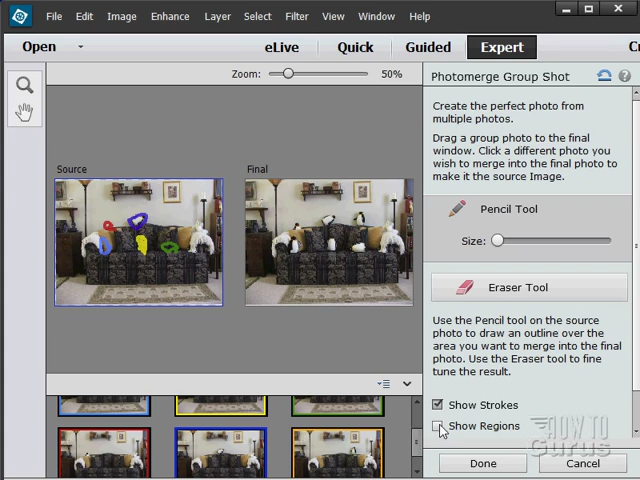 File Edit Image Enhance Layer Select Filter View Window Help
Open eLive Quick Guided Expert Cr
Zoom: 50% Photomerge Group Shot ?
Create the perfect photo from
multiple photos.
Drag a group photo to the final
window. Click a different photo you
wish to merge into the final photo to
make it the source Image.
Source Final
Pencil Tool
Size:
Eraser Tool
Use the Pencil tool on the source
photo to draw an outline over the
area you want to merge into the final
photo. Use the Eraser tool to fine
tune the result.
Show Strokes
Show Regions
HOW TO
Gurus
Done Cancel